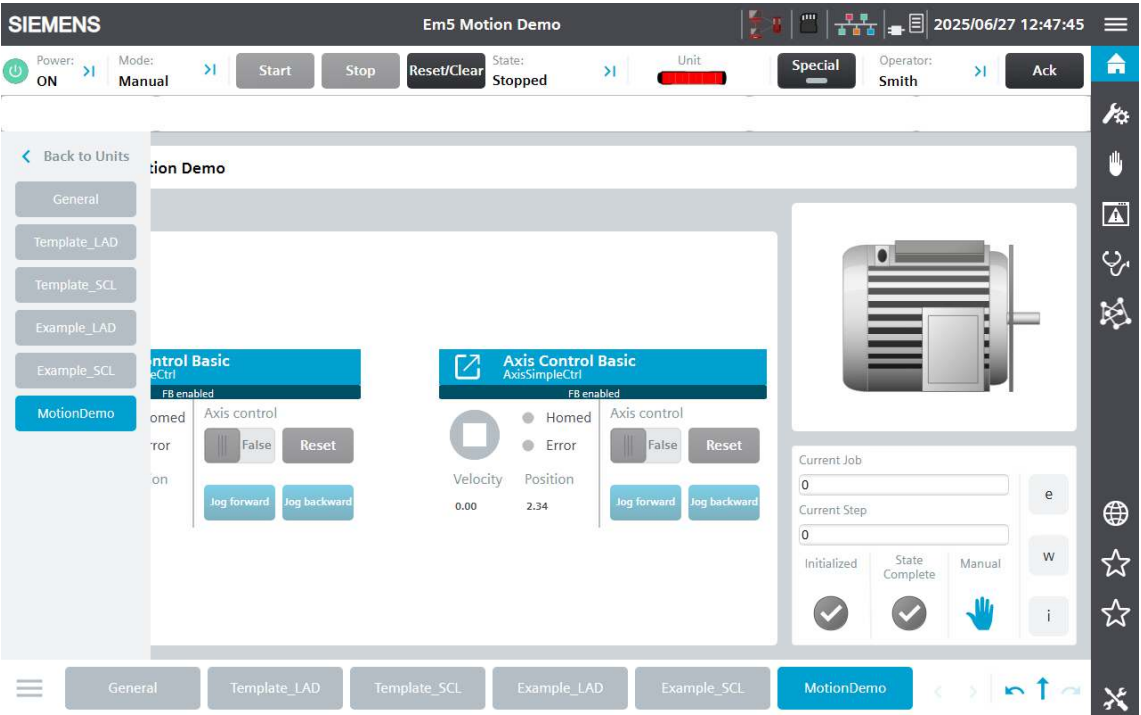 SIEMENS
Em5 Motion Demo
2025/06/27 12:47:45
Power:
ON
Mode:
Manual
Start
Stop
Reset/Clear
State:
Stopped
Unit
Special
Operator:
Smith
Ack
Back to Units
General
Template_LAD
Template_SCL
Example_LAD
Example_SCL
MotionDemo
tion Demo
ntrol Basic
eCtrl
FB enabled
omed
ror
on
Axis control
False
Reset
Jog forward
Jog backward
Axis Control Basic
AxisSimpleCtrl
FB enabled
Homed
Error
Velocity
Position
0.00
2.34
Axis control
False
Reset
Jog forward
Jog backward
Current Job
0
Current Step
0
Initialized
State
Complete
Manual
e
w
i
General
Template_LAD
Template_SCL
Example_LAD
Example_SCL
MotionDemo